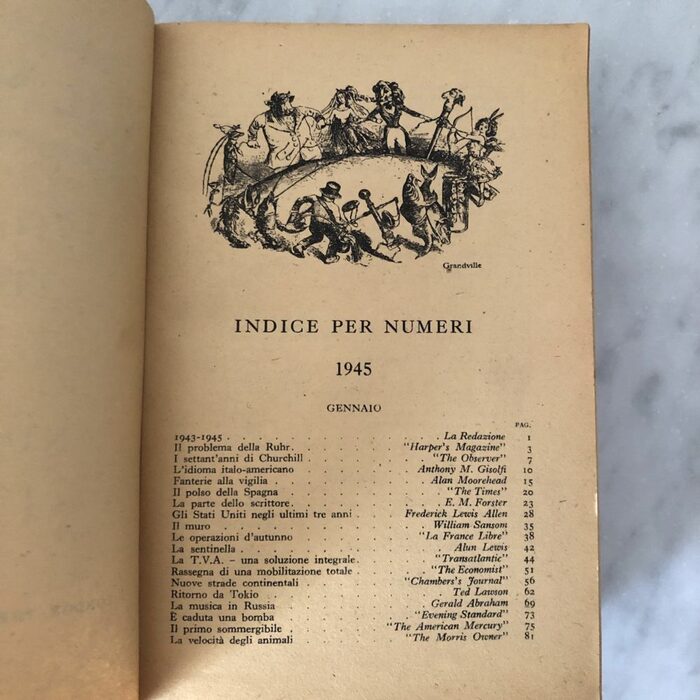 Grandville
INDICE PER NUMERI
1945
GENNAIO
PAG.
1943-1945 . . . . . . . . . . La Redazione 1
Il problema della Ruhr. . . . . . . "Harper's Magazine" 3
I settant'anni di Churchill . . . . . . . "The Observer" 7
L'idioma italo-americano . . . . . . Anthony M. Gisolfi 10
Fanterie alla vigilia . . . . . . . . Alan Moorehead 15
Il polso della Spagna . . . . . . . . "The Times" 20
La parte dello scrittore. . . . . . . . E. M. Forster 23
Gli Stati Uniti negli ultimi tre anni . . . Frederick Lewis Allen 28
Il muro . . . . . . . . . . William Sansom 35
Le operazioni d'autunno . . . . . . "La France Libre" 38
La sentinella . . . . . . . . . . Alun Lewis 42
La T.V.A. – una soluzione integrale. . . . . "Transatlantic" 44
Rassegna di una mobilitazione totale . . . . "The Economist" 51
Nuove strade continentali . . . . . "Chambers's Journal" 56
Ritorno da Tokio . . . . . . . . . Ted Lawson 62
La musica in Russia . . . . . . . Gerald Abraham 69
È caduta una bomba . . . . . . . "Evening Standard" 73
Il primo sommergibile . . . . . "The American Mercury" 75
La velocità degli animali . . . . . . "The Morris Owner" 81